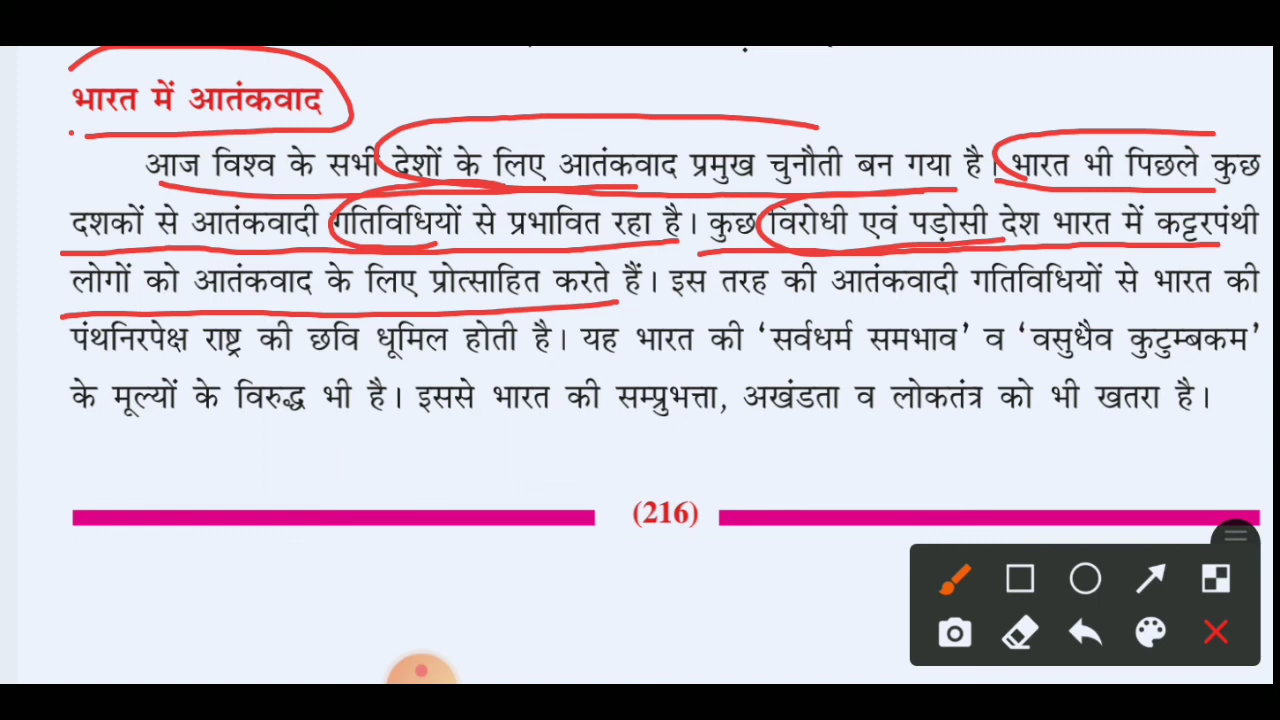 भारत में आतंकवाद
आज विश्व के सभी देशों के लिए आतंकवाद प्रमुख चुनौती बन गया है। भारत भी पिछले कुछ
दशकों से आतंकवादी गतिविधियों से प्रभावित रहा है। कुछ विरोधी एवं पड़ोसी देश भारत में कट्टरपंथी
लोगों को आतंकवाद के लिए प्रोत्साहित करते हैं। इस तरह की आतंकवादी गतिविधियों से भारत की
पंथनिरपेक्ष राष्ट्र की छवि धूमिल होती है। यह भारत की ‘सर्वधर्म समभाव’ व ‘वसुधैव कुटुम्बकम’
के मूल्यों के विरुद्ध भी है। इससे भारत की सम्प्रुभत्ता, अखंडता व लोकतंत्र को भी खतरा है।
(216)